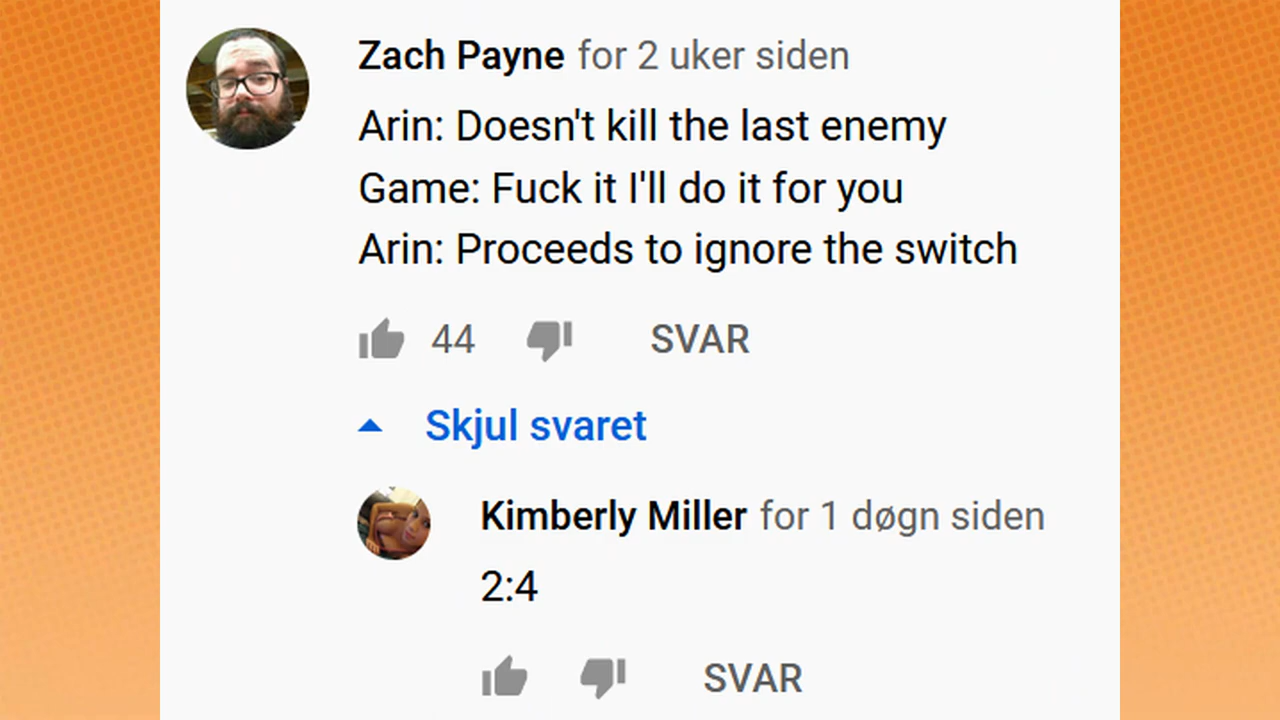 Zach Payne for 2 uker siden
Arin: Doesn't kill the last enemy
Game: Fuck it I'll do it for you
Arin: Proceeds to ignore the switch
44 SVAR
Skjul svaret
Kimberly Miller for 1 døgn siden
2:4
SVAR